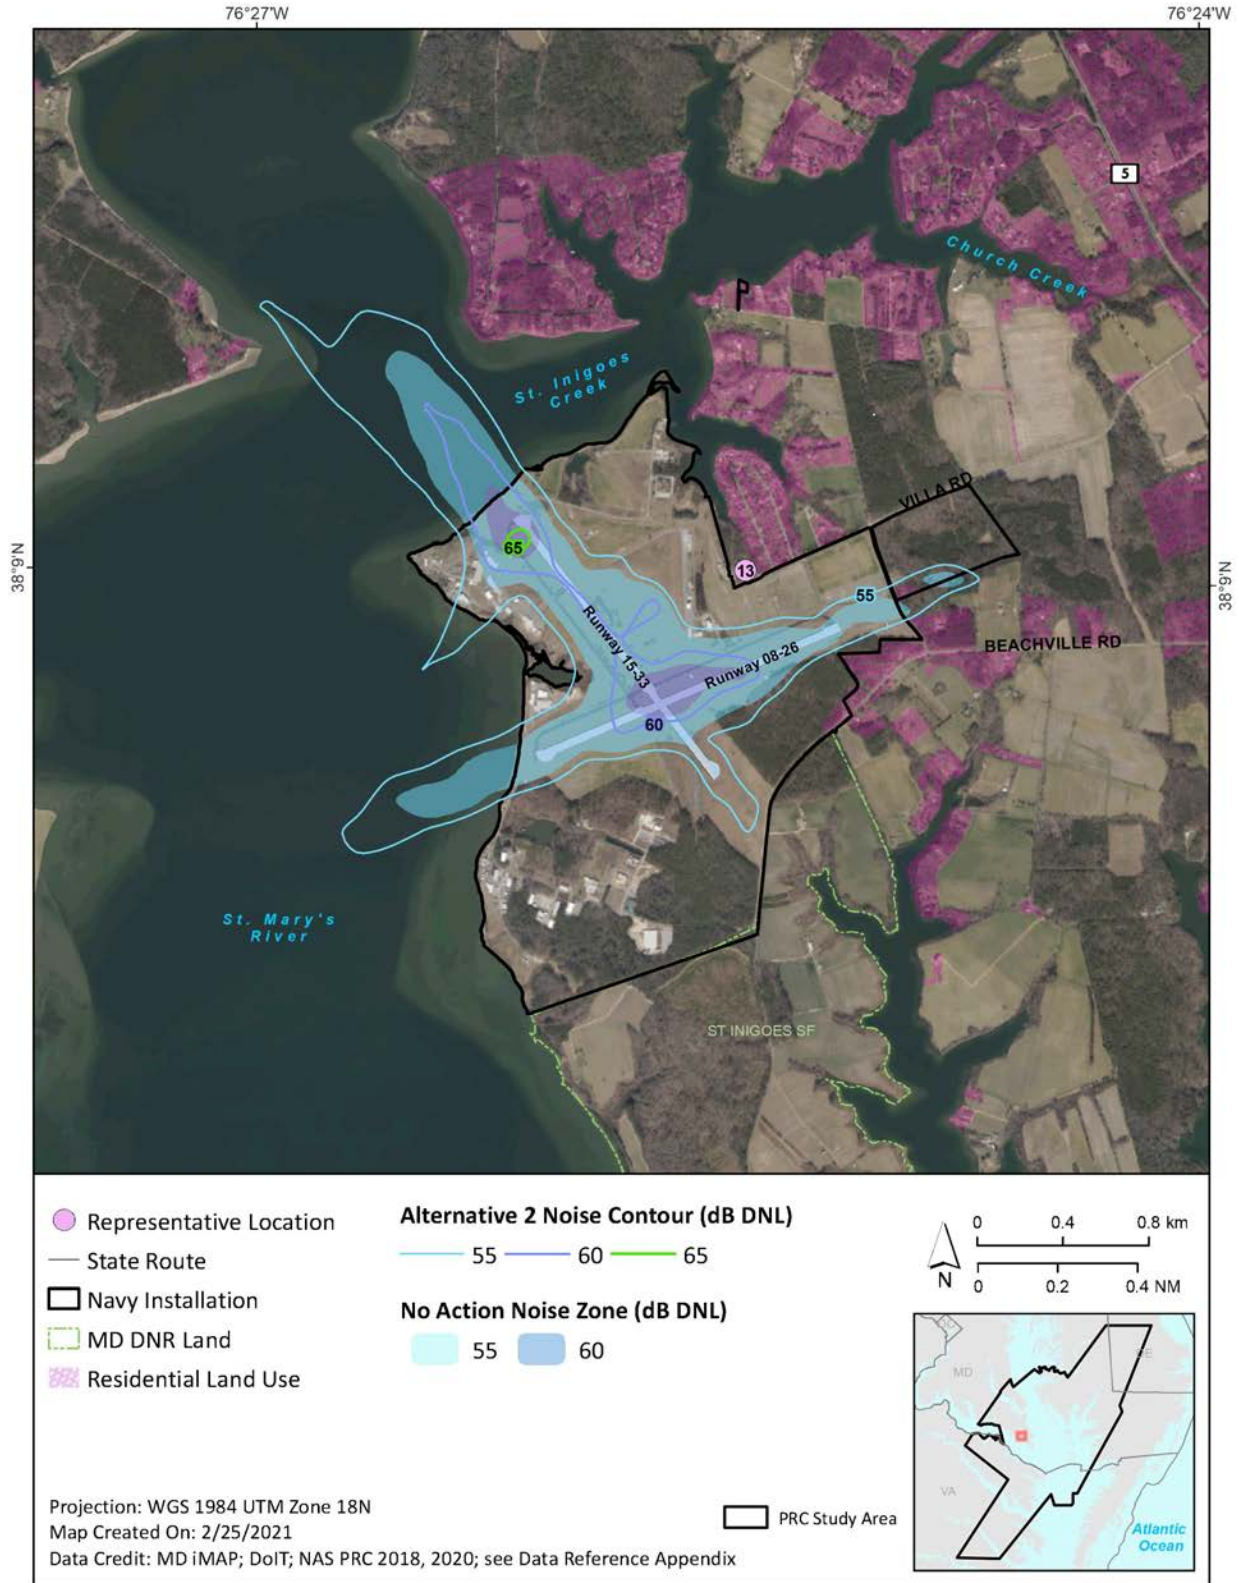 76°27'W
76°24'W
5
Church Creek
P
St. Inigoes
Creek
VILLA RD
38°9'N
38°9'N
65
13
55
Runway 15-33
Runway 08-26
BEACHVILLE RD
60
St. Mary's
River
ST INIGOES SF
Representative Location
State Route
Navy Installation
MD DNR Land
Residential Land Use
Alternative 2 Noise Contour (dB DNL)
55 60 65
No Action Noise Zone (dB DNL)
55 60
0 0.4 0.8 km
N
0 0.2 0.4 NM
DC
MD
DE
VA
Atlantic
Ocean
PRC Study Area
Projection: WGS 1984 UTM Zone 18N
Map Created On: 2/25/2021
Data Credit: MD iMAP; DoIT; NAS PRC 2018, 2020; see Data Reference Appendix